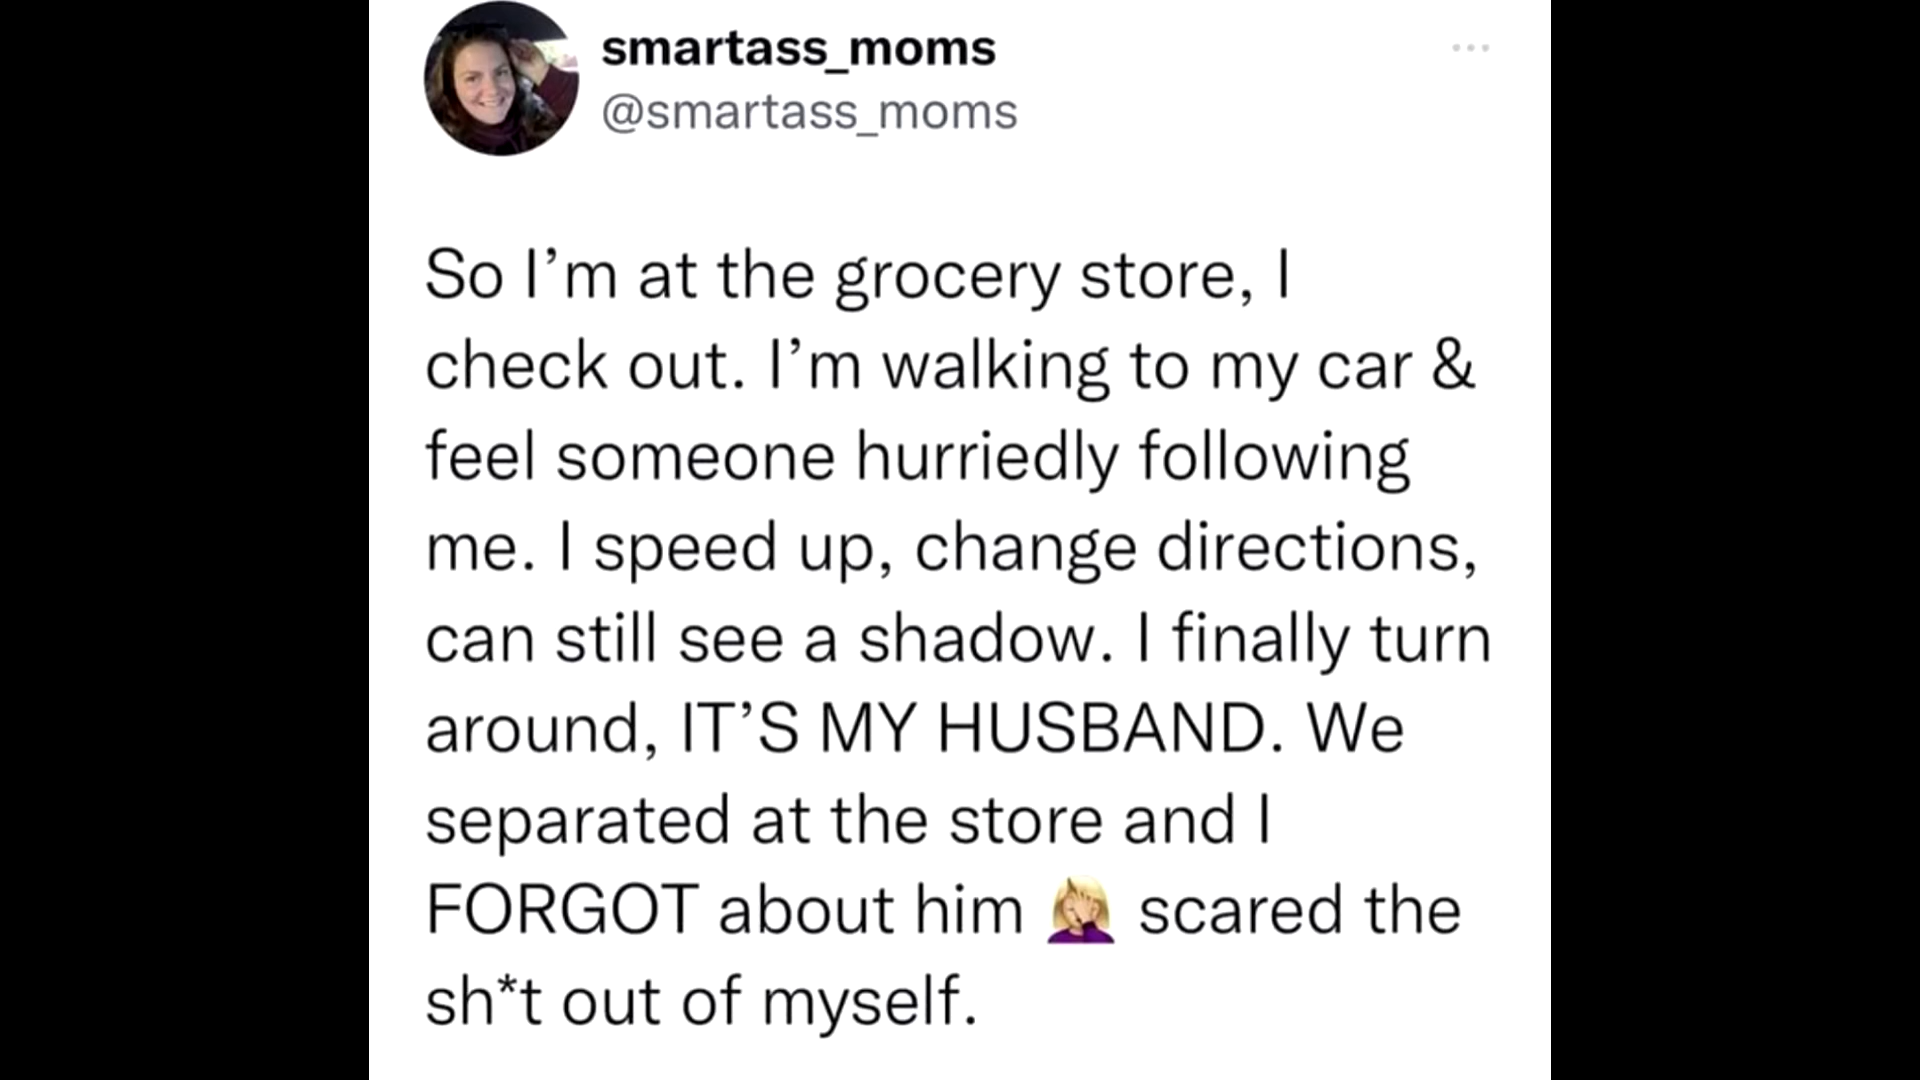 smartass_moms
@smartass_moms
So I’m at the grocery store, I
check out. I’m walking to my car &
feel someone hurriedly following
me. I speed up, change directions,
can still see a shadow. I finally turn
around, IT’S MY HUSBAND. We
separated at the store and I
FORGOT about him 🤦🏼‍♀️ scared the
sh*t out of myself.